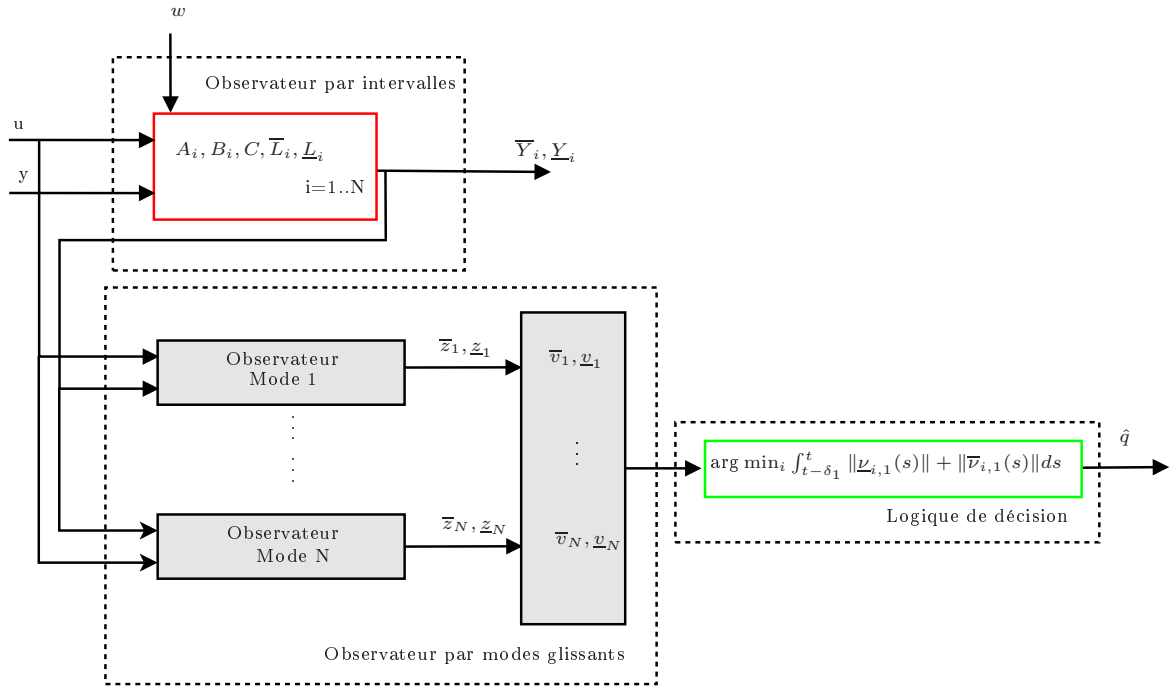 w
Observateur par intervalles
u
y
$A_i, B_i, C, \overline{L}_i, \underline{L}_i$
i=1..N
$\overline{Y}_i, \underline{Y}_i$
Observateur
Mode 1
$\overline{z}_1, \underline{z}_1$
$\overline{v}_1, \underline{v}_1$
Observateur
Mode N
$\overline{z}_N, \underline{z}_N$
$\overline{v}_N, \underline{v}_N$
Observateur par modes glissants
$\arg\min_i \int_{t-\delta_1}^{t} \|\underline{\nu}_{i,1}(s)\| + \|\overline{\nu}_{i,1}(s)\| ds$
Logique de décision
$\hat{q}$